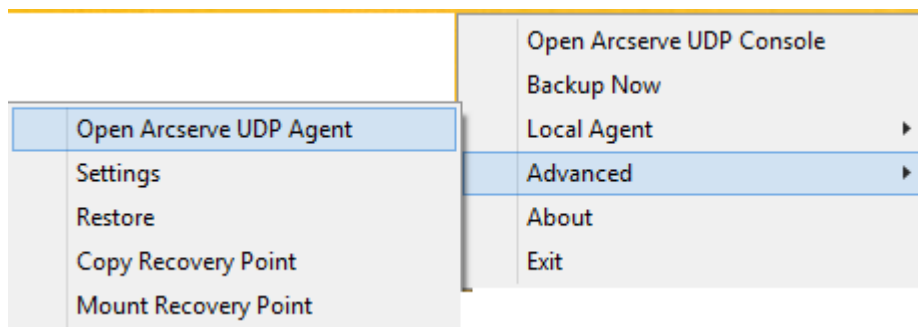 Open Arcserve UDP Console
Backup Now
Local Agent
Advanced
About
Exit
Open Arcserve UDP Agent
Settings
Restore
Copy Recovery Point
Mount Recovery Point